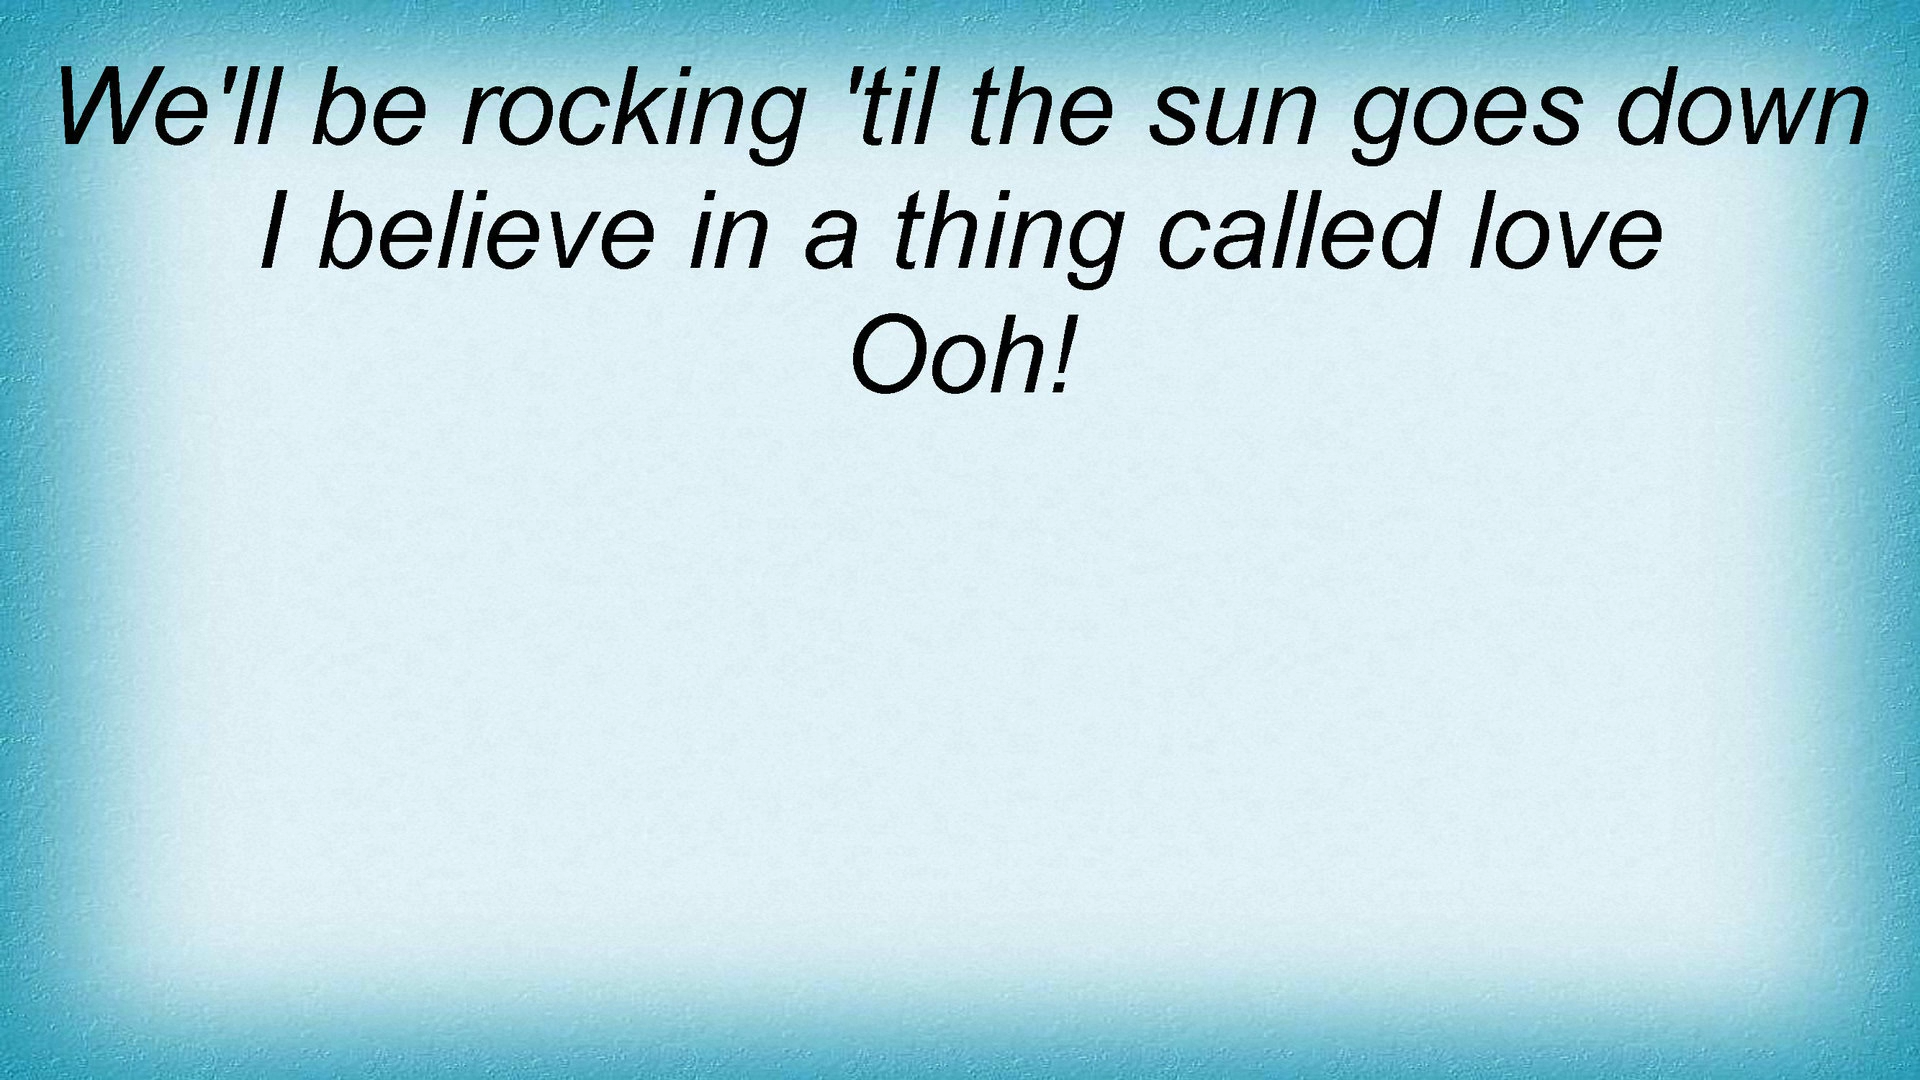 We'll be rocking 'til the sun goes down
I believe in a thing called love
Ooh!